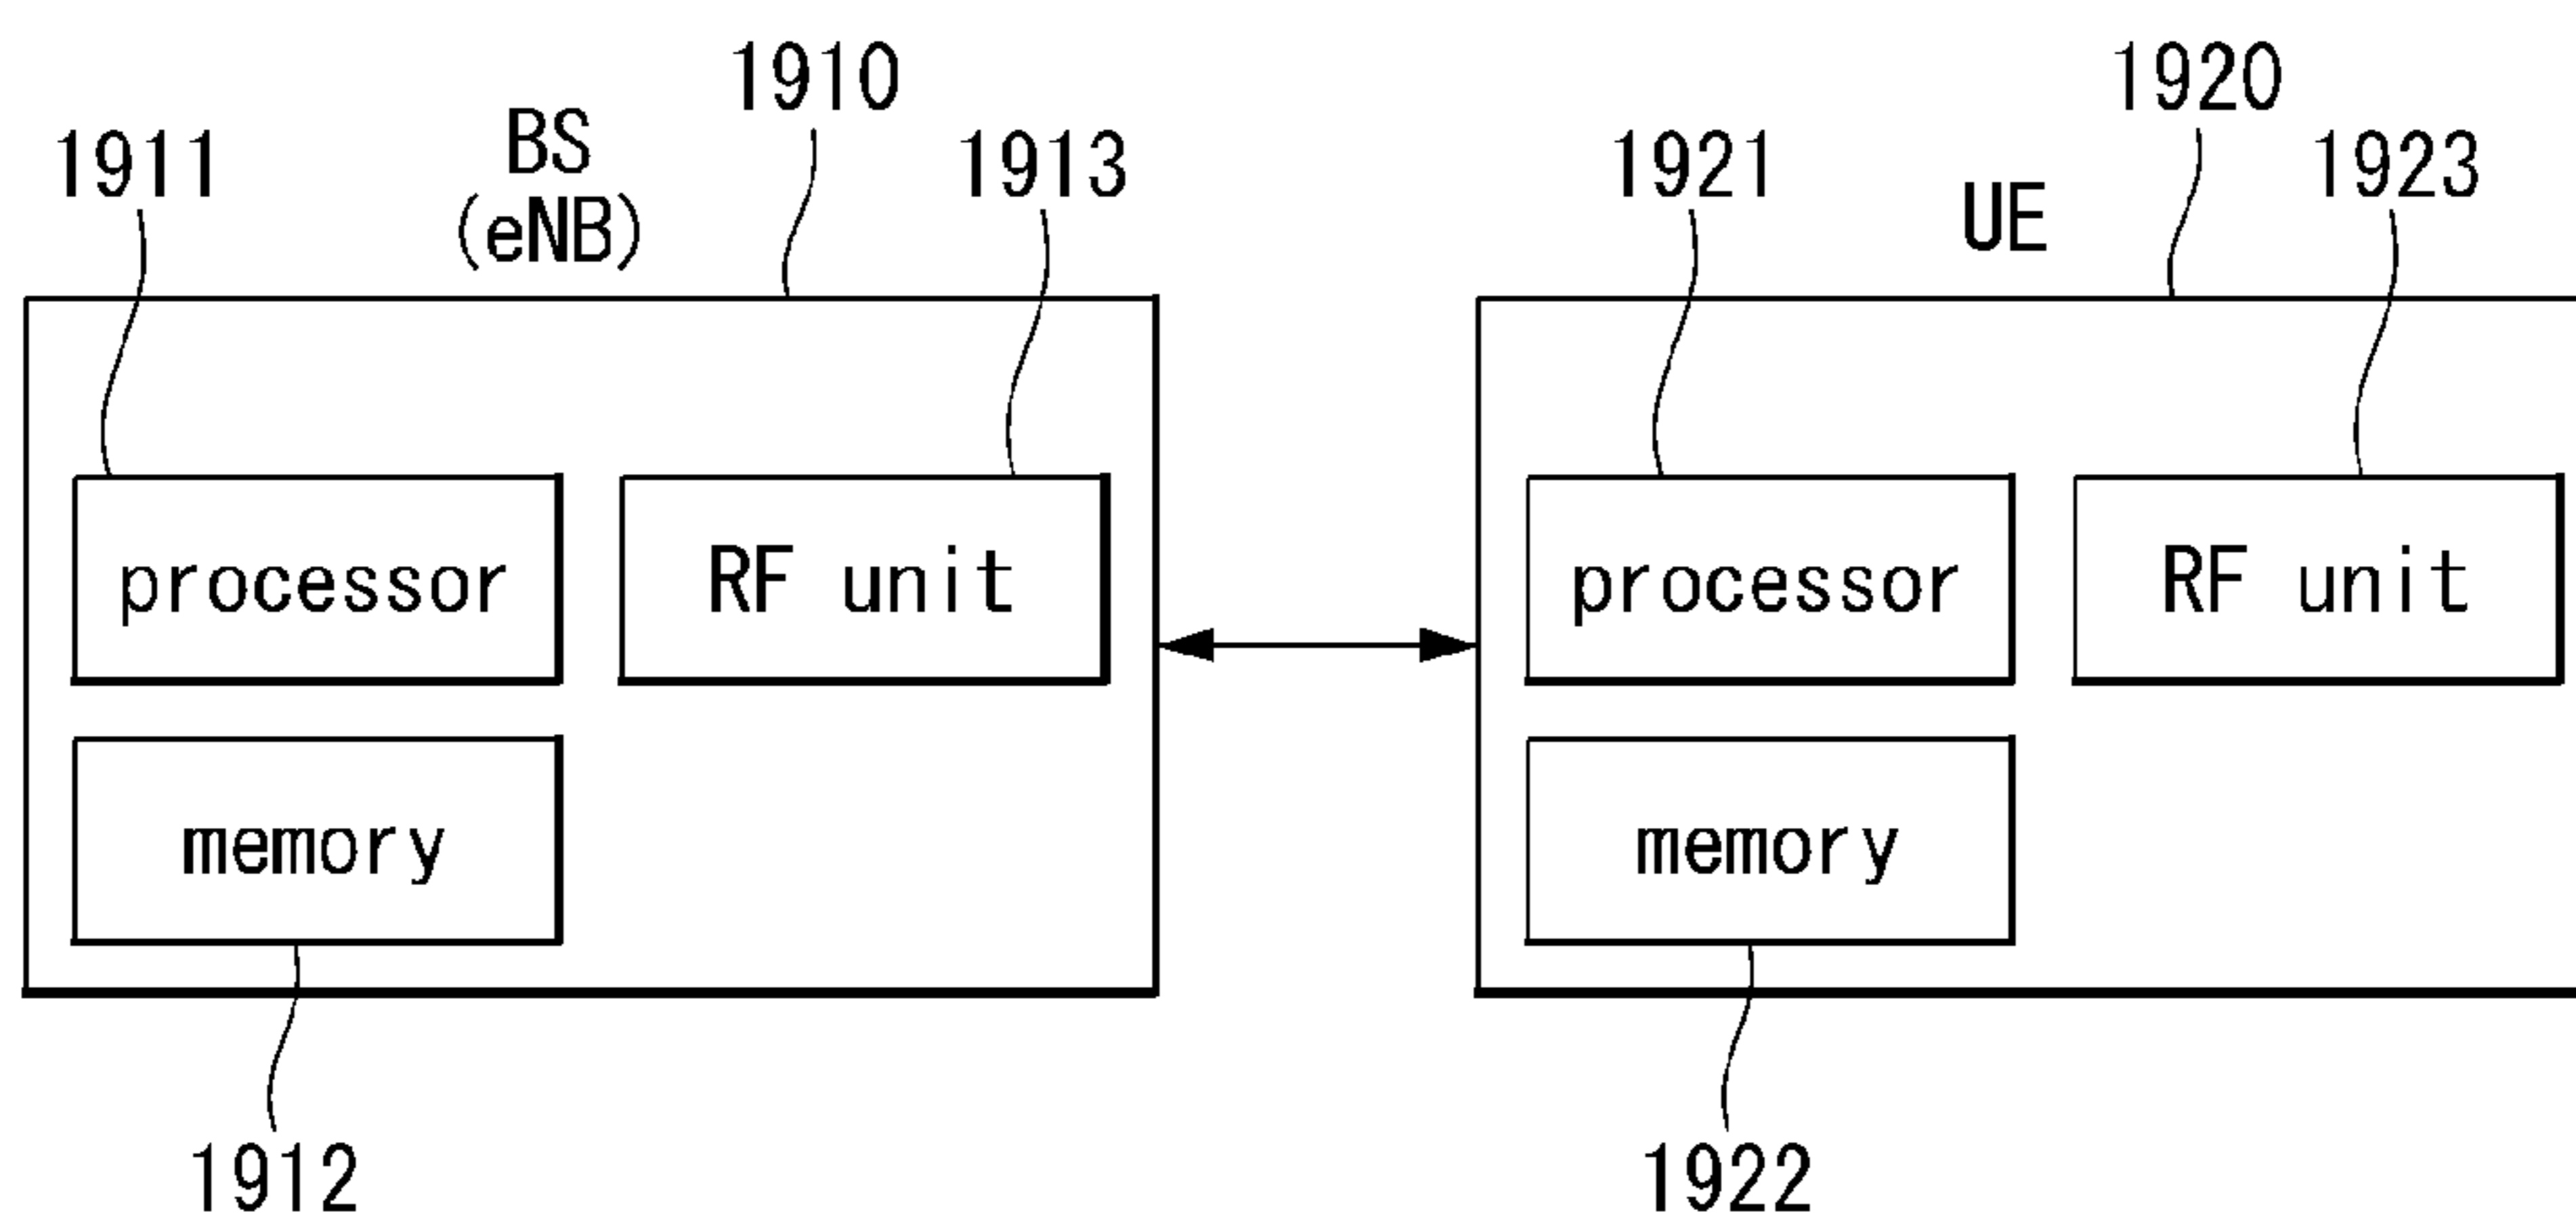 1910
1911
BS
(eNB)
1913
processor
RF unit
memory
1912
1920
1921
UE
1923
processor
RF unit
memory
1922